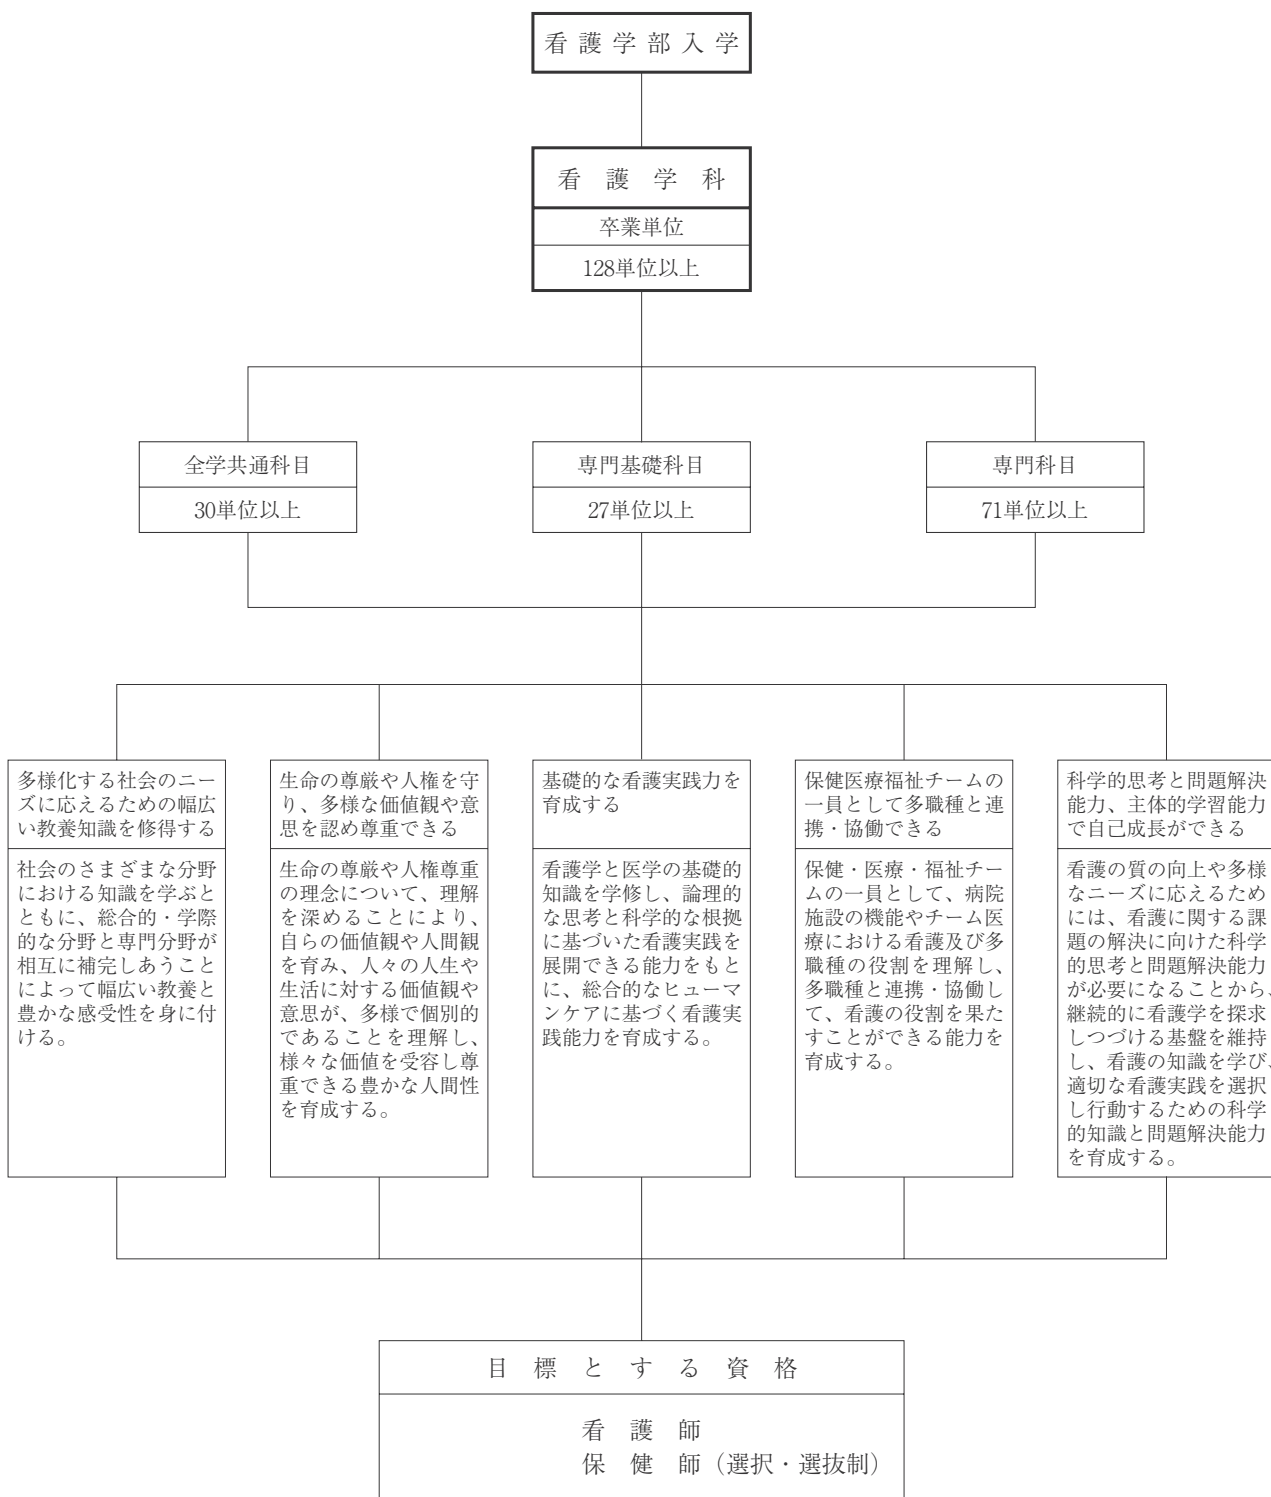 看護学部入学
看護学科
卒業単位
128単位以上
全学共通科目
30単位以上
専門基礎科目
27単位以上
専門科目
71単位以上
多様化する社会のニー
ズに応えるための幅広
い教養知識を修得する
社会のさまざまな分野
における知識を学ぶと
ともに、総合的・学際
的な分野と専門分野が
相互に補完しあうこと
によって幅広い教養と
豊かな感受性を身に付
ける。
生命の尊厳や人権を守
り、多様な価値観や意
思を認め尊重できる
生命の尊厳や人権尊重
の理念について、理解
を深めることにより、
自らの価値観や人間観
を育み、人々の人生や
生活に対する価値観や
意思が、多様で個別的
であることを理解し、
様々な価値を受容し尊
重できる豊かな人間性
を育成する。
基礎的な看護実践力を
育成する
看護学と医学の基礎的
知識を学修し、論理的
な思考と科学的な根拠
に基づいた看護実践を
展開できる能力をもと
に、総合的なヒューマ
ンケアに基づく看護実
践能力を育成する。
保健医療福祉チームの
一員として多職種と連
携・協働できる
保健・医療・福祉チー
ムの一員として、病院
施設の機能やチーム医
療における看護及び多
職種の役割を理解し、
多職種と連携・協働し
て、看護の役割を果た
すことができる能力を
育成する。
科学的思考と問題解決
能力、主体的学習能力
で自己成長ができる
看護の質の向上や多様
なニーズに応えるため
には、看護に関する課
題の解決に向けた科学
的思考と問題解決能力
が必要になることから、
継続的に看護学を探求
しつづける基盤を維持
し、看護の知識を学び、
適切な看護実践を選択
し行動するための科学
的知識と問題解決能力
を育成する。
目標とする資格
看護師
保健師（選択・選抜制）